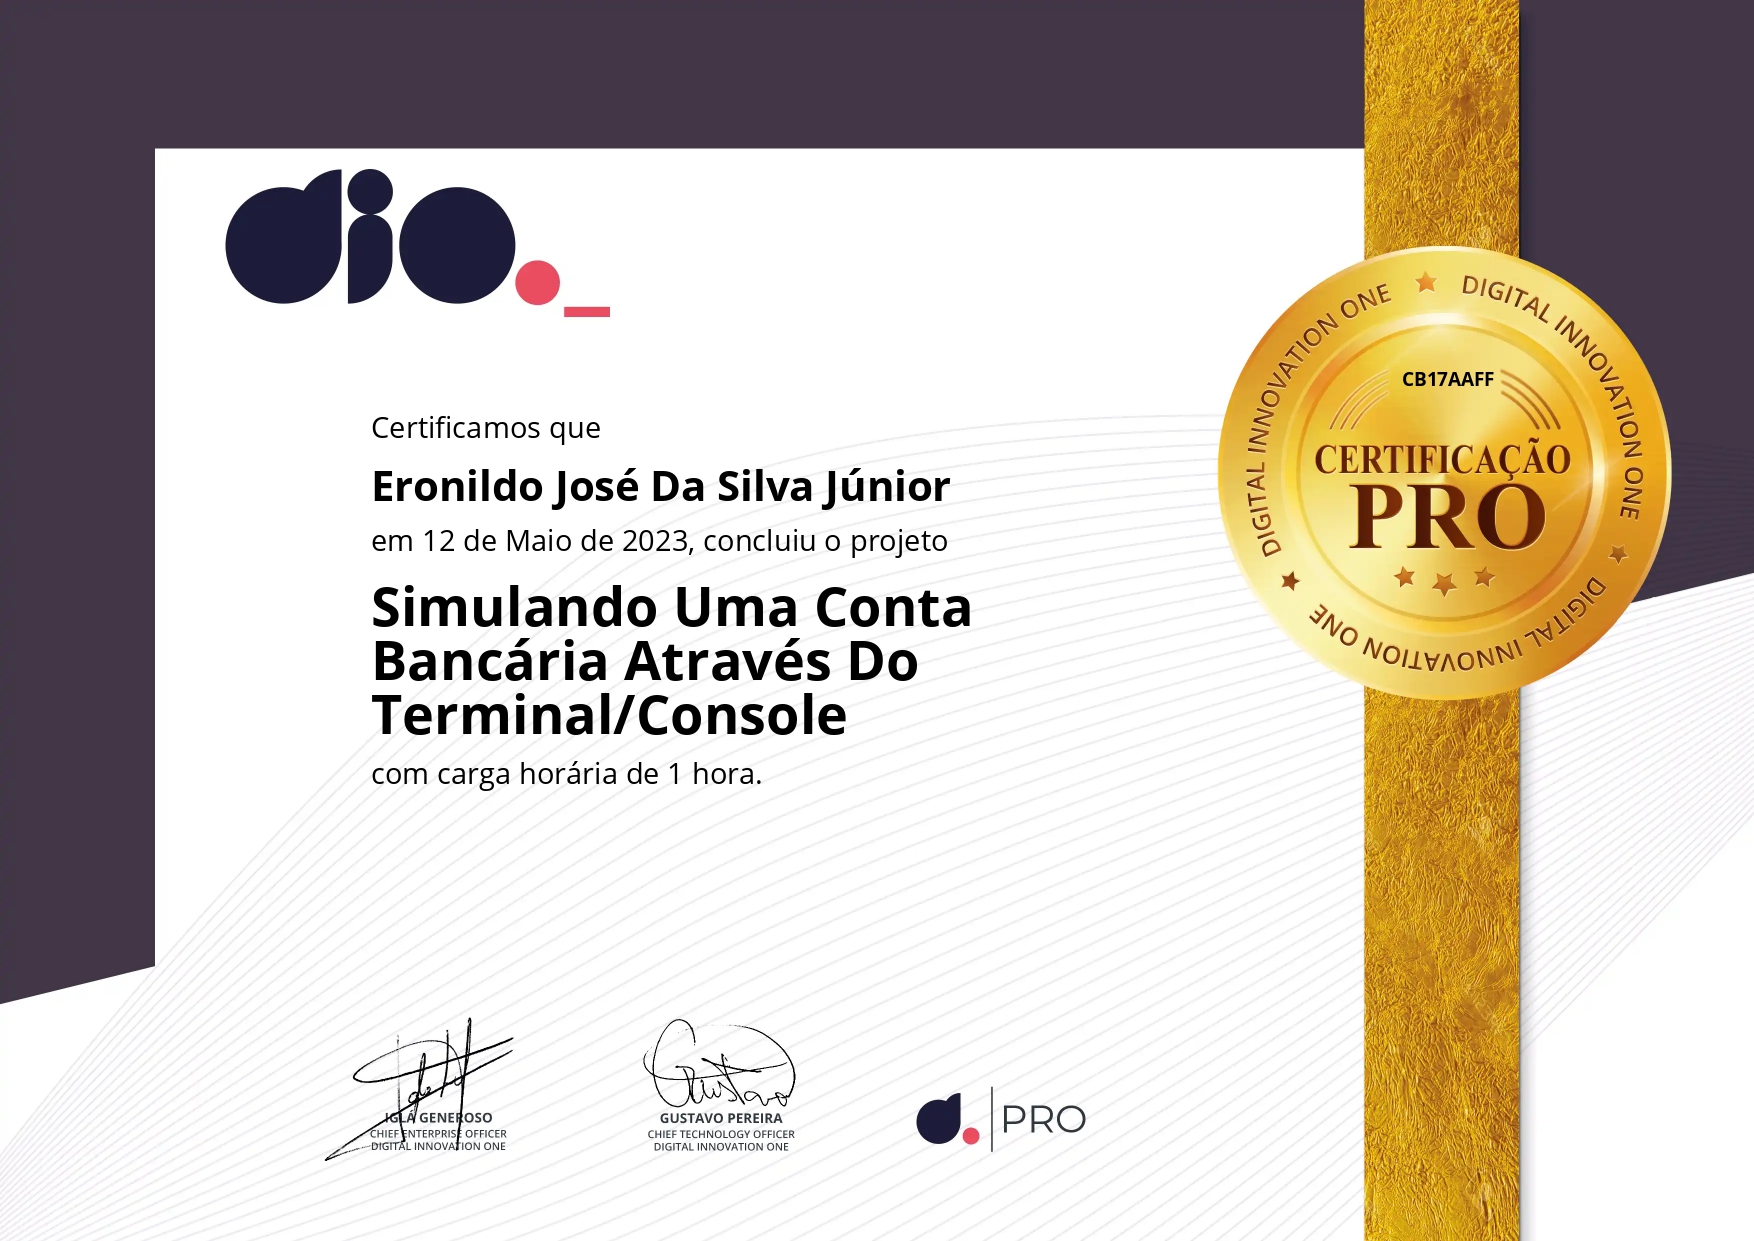 dio._
Certificamos que
Eronildo José Da Silva Júnior
em 12 de Maio de 2023, concluiu o projeto
Simulando Uma Conta
Bancária Através Do
Terminal/Console
com carga horária de 1 hora.
DIGITAL INNOVATION ONE
DIGITAL INNOVATION ONE
DIGITAL INNOVATION ONE
CB17AAFF
CERTIFICAÇÃO
PRO
Gustavo
IGLÁ GENEROSO
CHIEF ENTERPRISE OFFICER
DIGITAL INNOVATION ONE
GUSTAVO PEREIRA
CHIEF TECHNOLOGY OFFICER
DIGITAL INNOVATION ONE
d. | PRO